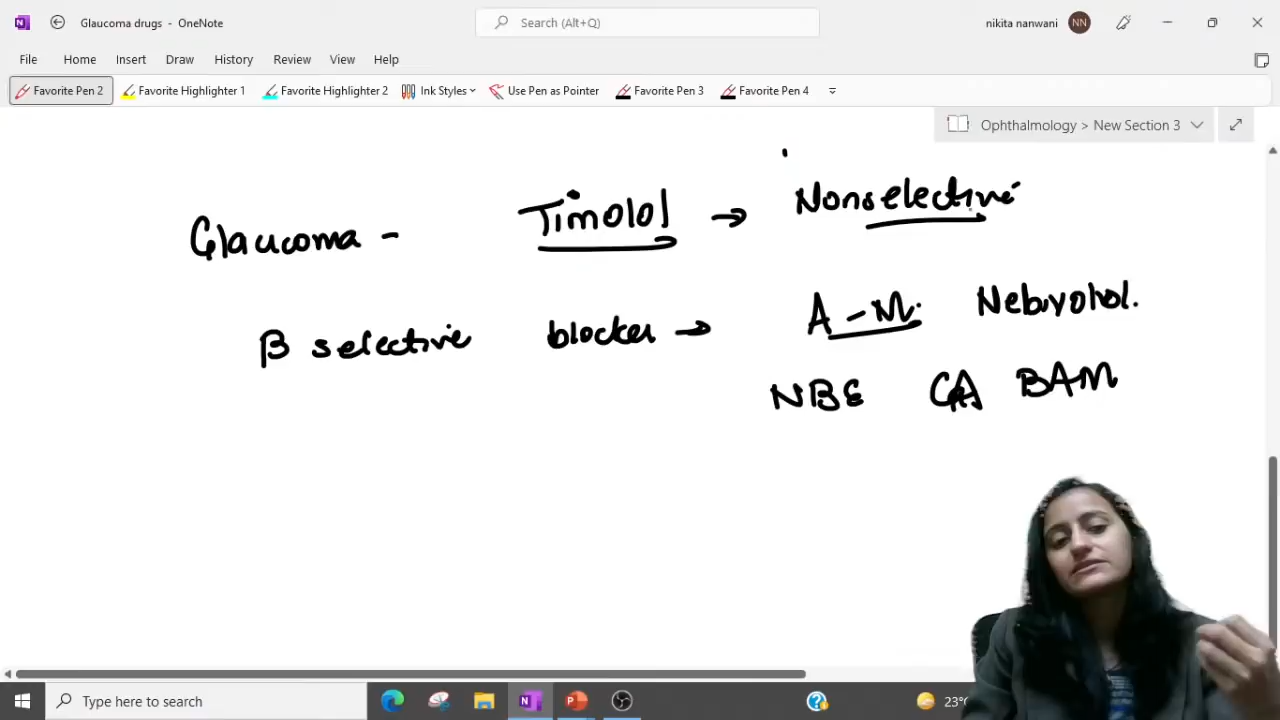 Glaucoma drugs - OneNote
Search (Alt+Q)
nikita nanwani NN
File Home Insert Draw History Review View Help
Favorite Pen 2 Favorite Highlighter 1 Favorite Highlighter 2 Ink Styles Use Pen as Pointer Favorite Pen 3 Favorite Pen 4
Ophthalmology > New Section 3
Glaucoma - Timolol → Nonselective
β selective blocker → A-M. Nebivolol.
NBE CA BAM
Type here to search
23°